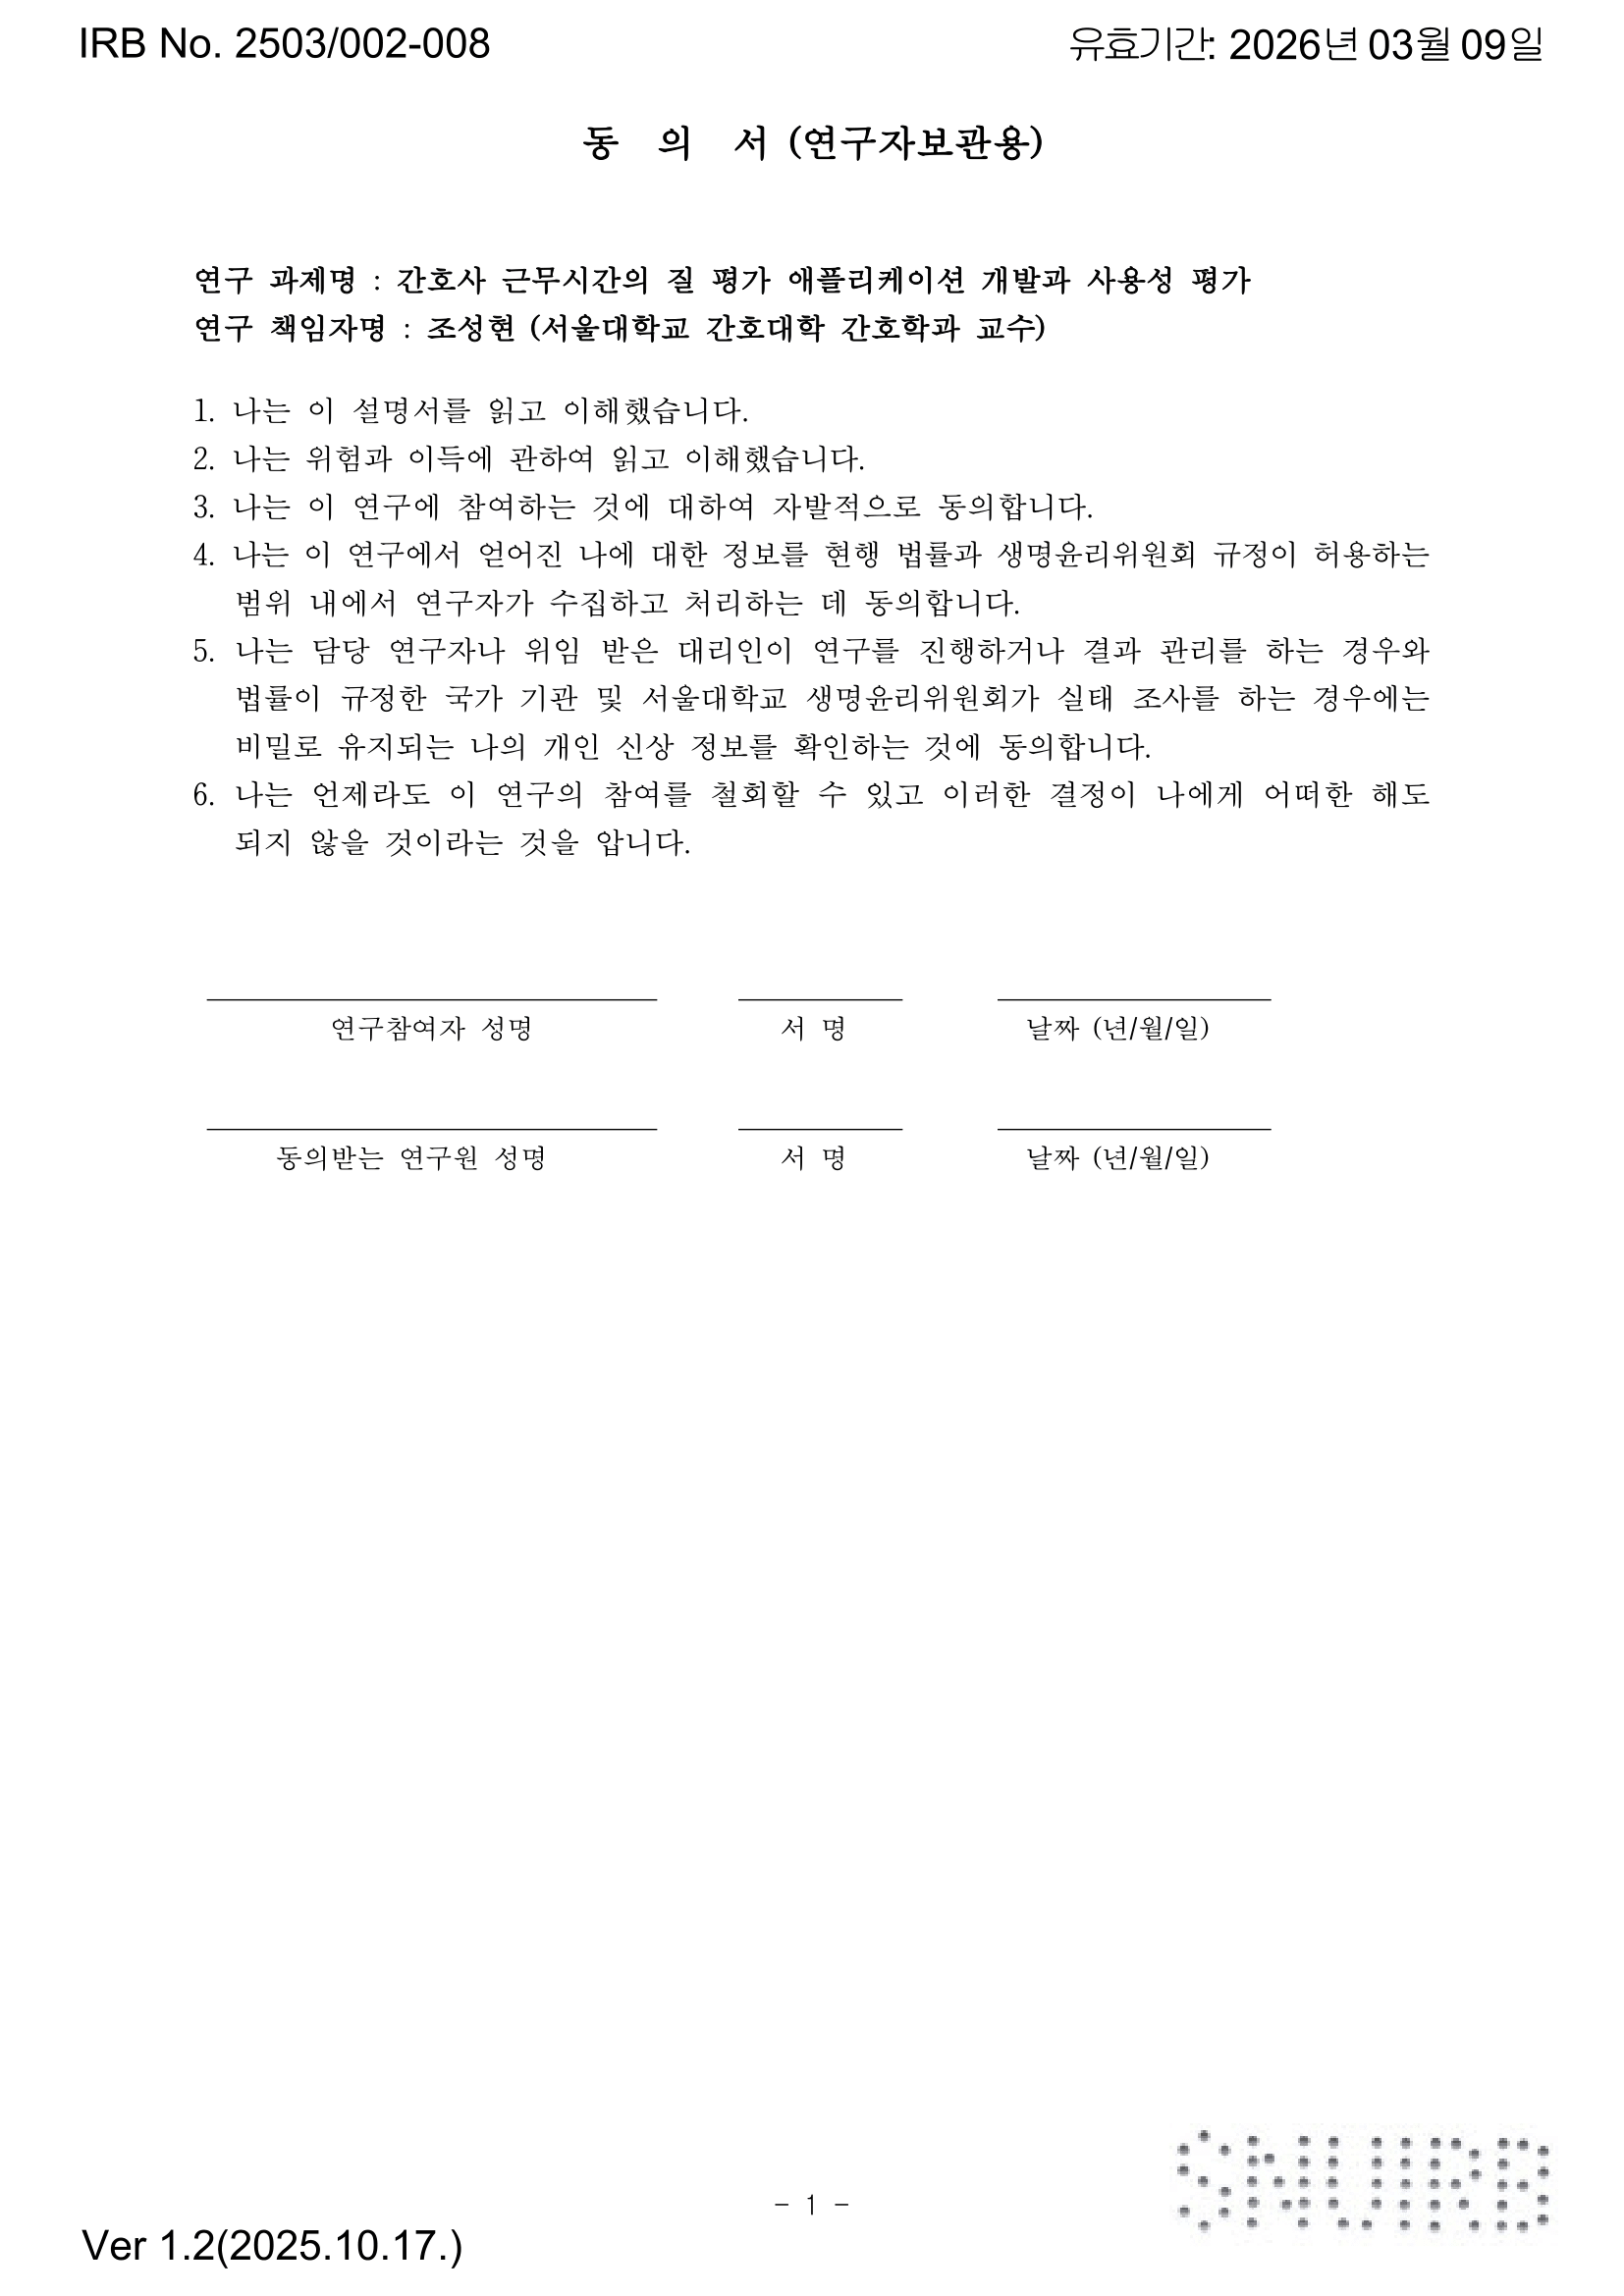 IRB No. 2503/002-008
유효기간: 2026년 03월 09일
동 의 서 (연구자보관용)
연구 과제명 : 간호사 근무시간의 질 평가 애플리케이션 개발과 사용성 평가
연구 책임자명 : 조성현 (서울대학교 간호대학 간호학과 교수)
1. 나는 이 설명서를 읽고 이해했습니다.
2. 나는 위험과 이득에 관하여 읽고 이해했습니다.
3. 나는 이 연구에 참여하는 것에 대하여 자발적으로 동의합니다.
4. 나는 이 연구에서 얻어진 나에 대한 정보를 현행 법률과 생명윤리위원회 규정이 허용하는
범위 내에서 연구자가 수집하고 처리하는 데 동의합니다.
5. 나는 담당 연구자나 위임 받은 대리인이 연구를 진행하거나 결과 관리를 하는 경우와
법률이 규정한 국가 기관 및 서울대학교 생명윤리위원회가 실태 조사를 하는 경우에는
비밀로 유지되는 나의 개인 신상 정보를 확인하는 것에 동의합니다.
6. 나는 언제라도 이 연구의 참여를 철회할 수 있고 이러한 결정이 나에게 어떠한 해도
되지 않을 것이라는 것을 압니다.
연구참여자 성명 서 명 날짜 (년/월/일)
동의받는 연구원 성명 서 명 날짜 (년/월/일)
- 1 -
SNUIRB
Ver 1.2(2025.10.17.)